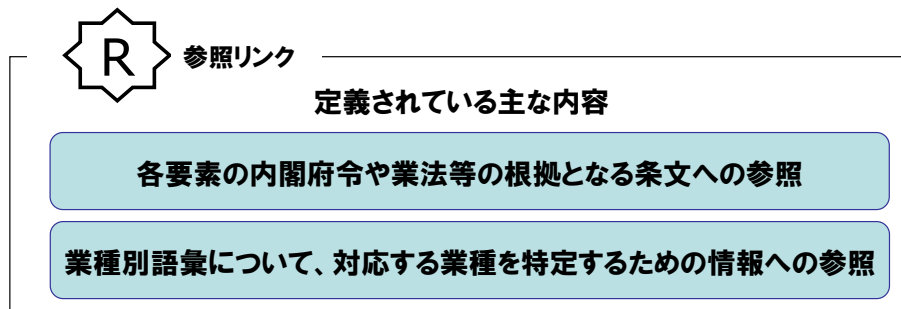 R 参照リンク
定義されている主な内容
各要素の内閣府令や業法等の根拠となる条文への参照
業種別語彙について、対応する業種を特定するための情報への参照